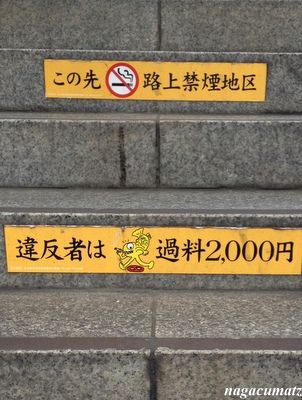 この先 路上禁煙地区
違反者は 過料2,000円
nagacumatz